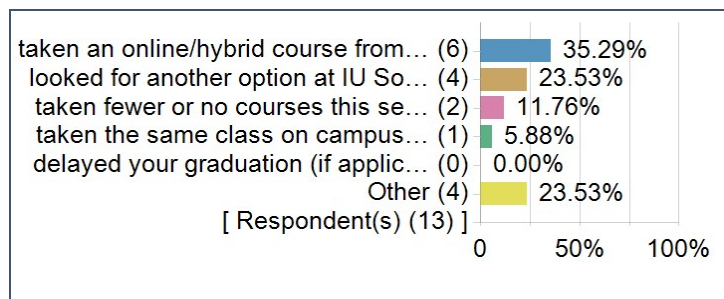 taken an online/hybrid course from… (6) 35.29%
looked for another option at IU So… (4) 23.53%
taken fewer or no courses this se… (2) 11.76%
taken the same class on campus… (1) 5.88%
delayed your graduation (if applic… (0) 0.00%
Other (4) 23.53%
[ Respondent(s) (13) ]
0 50% 100%